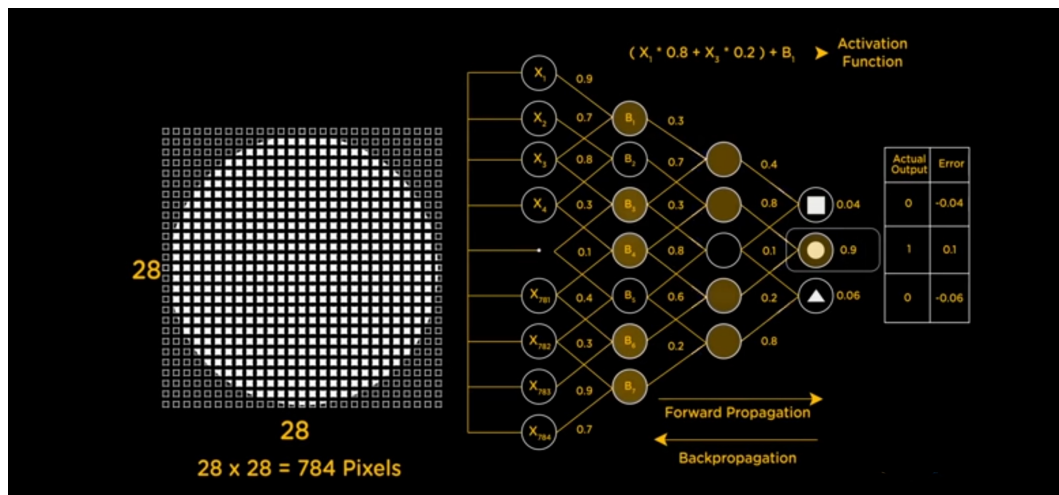 ( X₁ * 0.8 + X₃ * 0.2 ) + B₁
Activation
Function
X₁
0.9
X₂
0.7
B₁
0.3
X₃
0.8
B₂
0.7
0.4
X₄
0.3
B₃
0.3
0.8
0.04
0.1
B₄
0.8
0.1
0.9
X₇₈₁
0.4
B₅
0.6
0.2
0.06
X₇₈₂
0.3
B₆
0.2
0.8
X₇₈₃
0.9
B₇
X₇₈₄
0.7
Actual
Output
Error
0
-0.04
1
0.1
0
-0.06
28
28
28 x 28 = 784 Pixels
Forward Propagation
Backpropagation